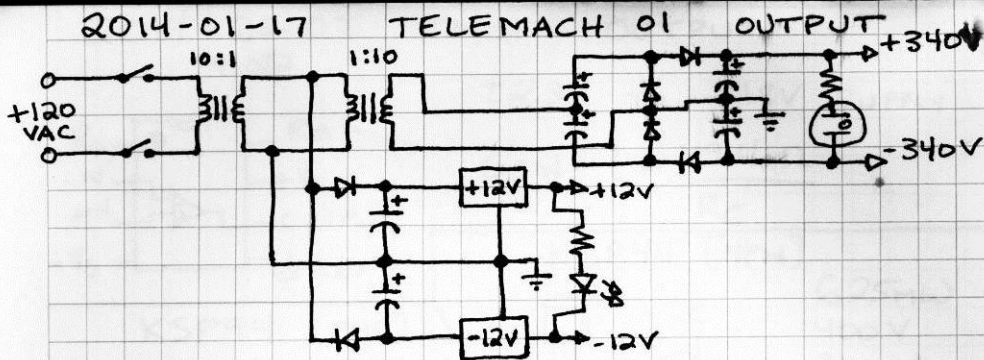 2014-01-17 TELEMACH 01 OUTPUT
10:1
1:10
+120
VAC
+340V
-340V
+12V
+12V
-12V
-12V